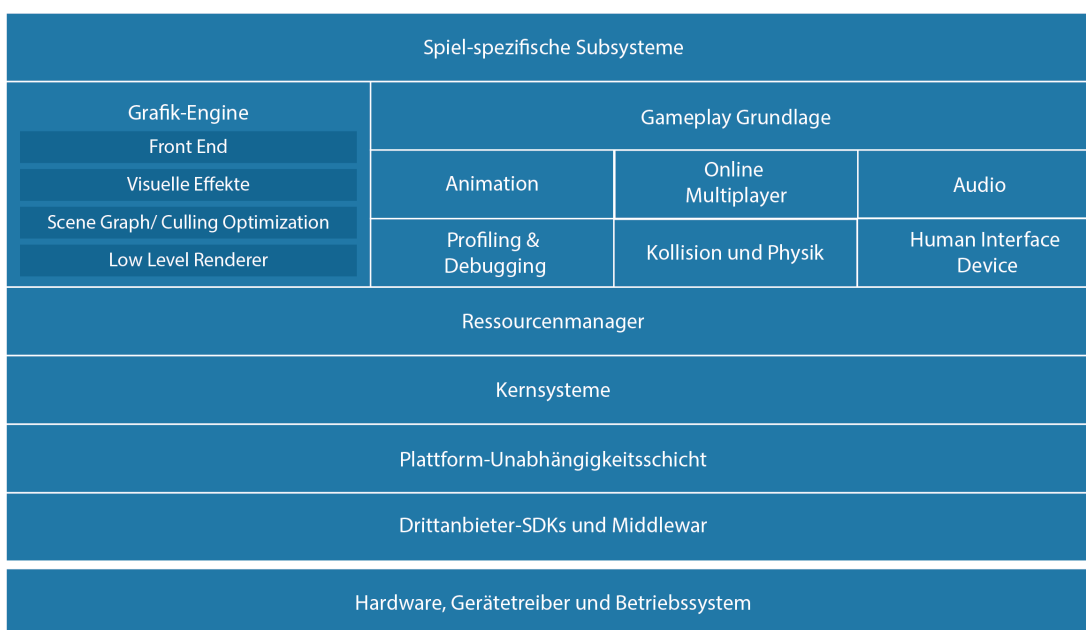 Spiel-spezifische Subsysteme
Grafik-Engine
Front End
Visuelle Effekte
Scene Graph/ Culling Optimization
Low Level Renderer
Gameplay Grundlage
Animation
Online
Multiplayer
Audio
Profiling &
Debugging
Kollision und Physik
Human Interface
Device
Ressourcenmanager
Kernsysteme
Plattform-Unabhängigkeitsschicht
Drittanbieter-SDKs und Middlewar
Hardware, Gerätetreiber und Betriebssystem